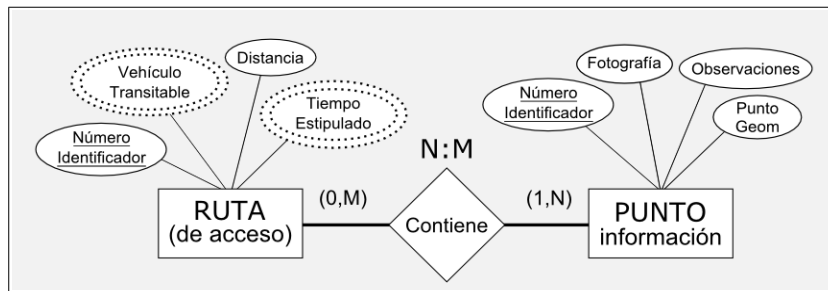 Vehículo
Transitable
Distancia
Tiempo
Estipulado
Número
Identificador
Fotografía
Observaciones
Número
Identificador
Punto
Geom
N:M
RUTA
(de acceso)
(0,M)
Contiene
(1,N)
PUNTO
información